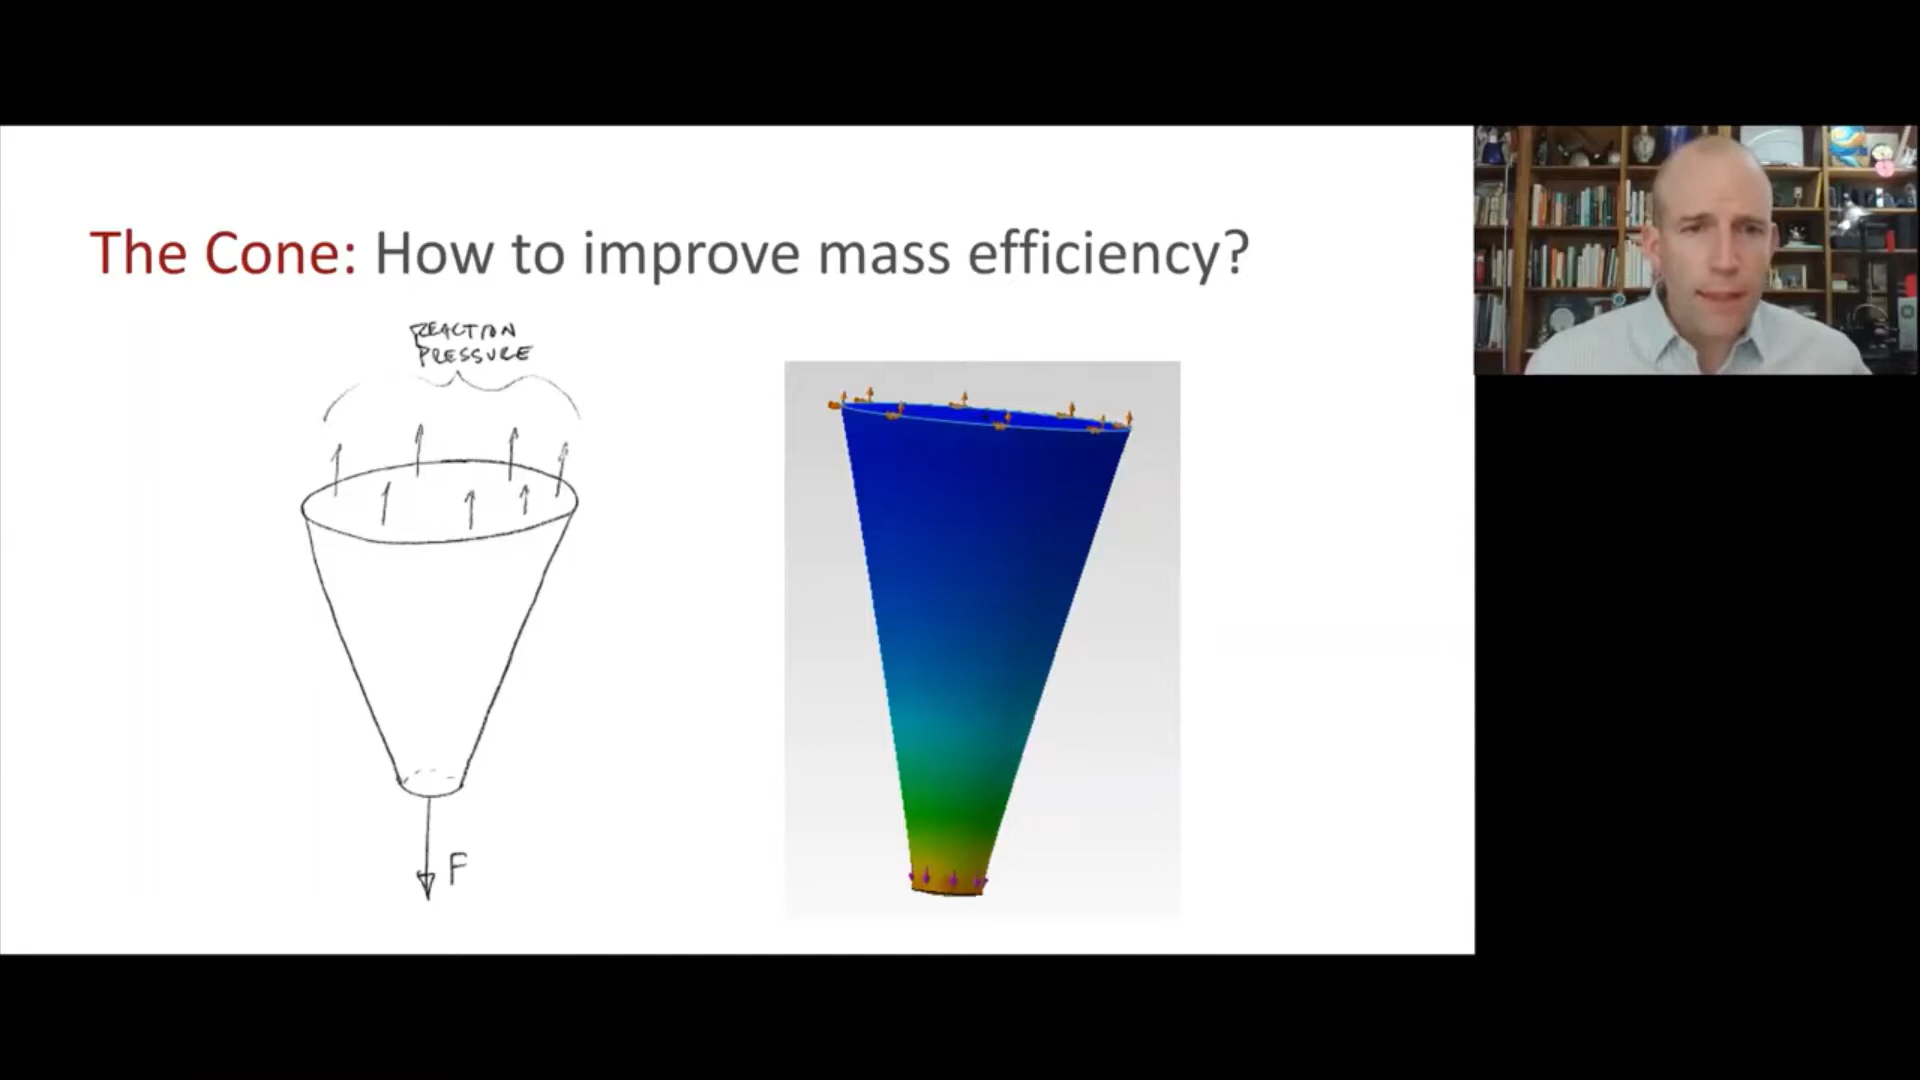 The Cone: How to improve mass efficiency?
REACTION
PRESSURE
F